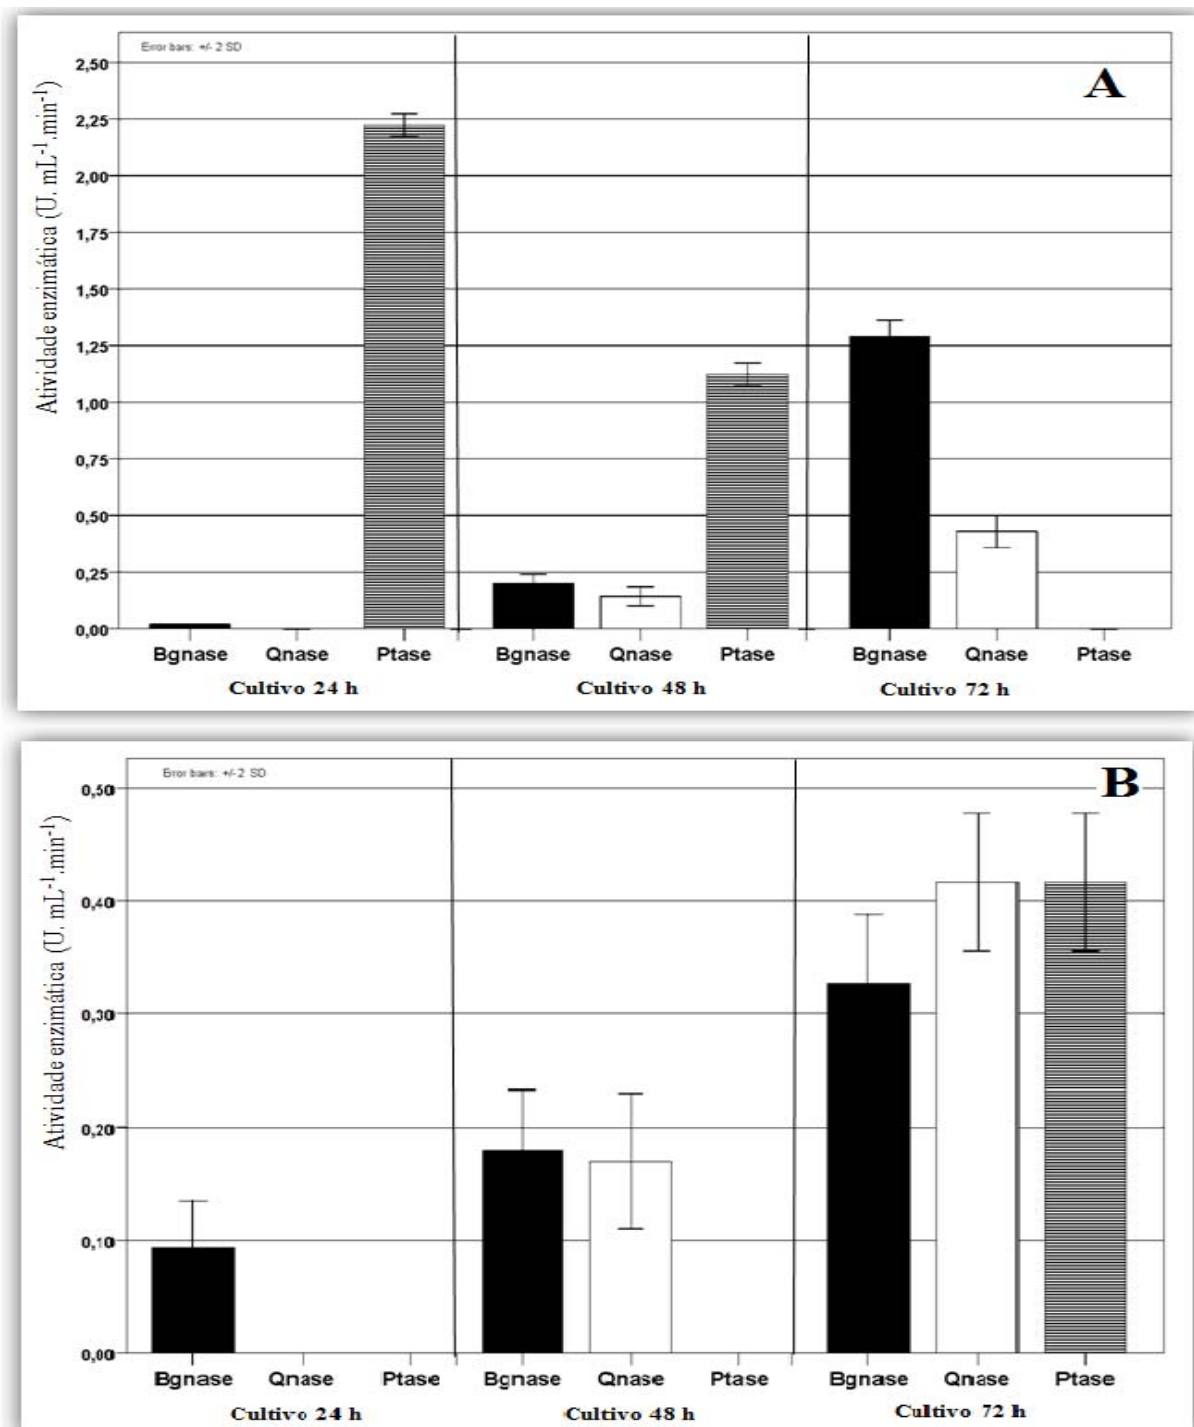 Error bars: +/- 2 SD
A
Atividade enzimática (U. mL-1.min-1)
2,50
2,25
2,00
1,75
1,50
1,25
1,00
0,75
0,50
0,25
0,00
Bgnase Qnase Ptase Bgnase Qnase Ptase Bgnase Qnase Ptase
Cultivo 24 h Cultivo 48 h Cultivo 72 h
Error bars: +/-2 SD
B
Atividade enzimática (U. mL-1.min-1)
0,50
0,40
0,30
0,20
0,10
0,00
Bgnase Qnase Ptase Bgnase Qnase Ptase Bgnase Qnase Ptase
Cultivo 24 h Cultivo 48 h Cultivo 72 h